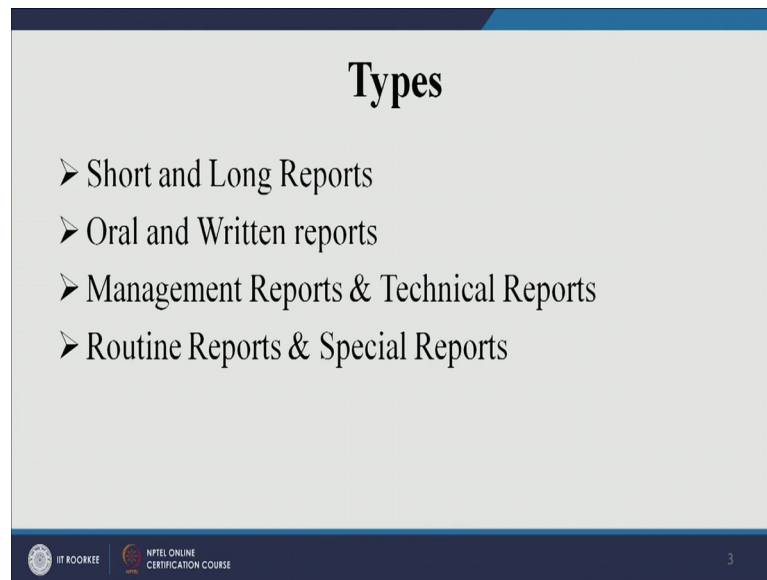 Types
➢ Short and Long Reports
➢ Oral and Written reports
➢ Management Reports & Technical Reports
➢ Routine Reports & Special Reports
IIT ROORKEE
NPTEL ONLINE
CERTIFICATION COURSE
3